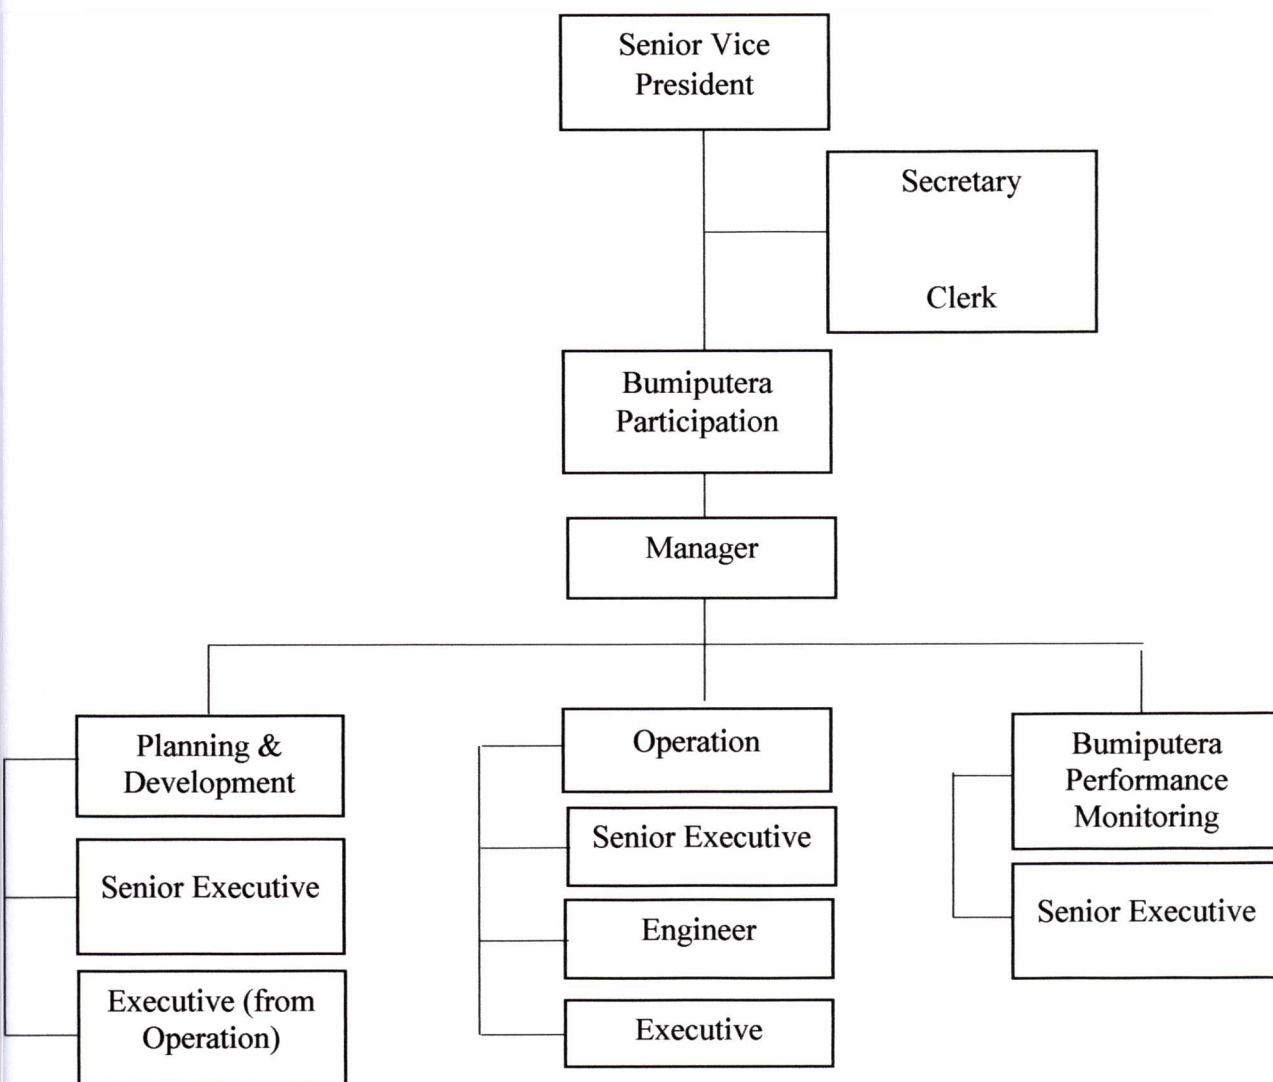 Senior Vice
President
Secretary
Clerk
Bumiputera
Participation
Manager
Planning &
Development
Senior Executive
Executive (from
Operation)
Operation
Senior Executive
Engineer
Executive
Bumiputera
Performance
Monitoring
Senior Executive